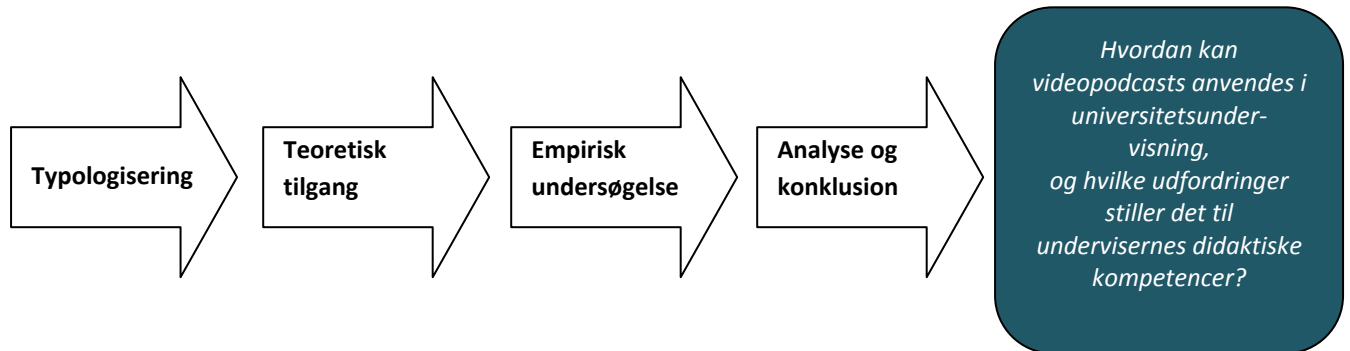 Typologisering
Teoretisk
tilgang
Empirisk
undersøgelse
Analyse og
konklusion
Hvordan kan
videopodcasts anvendes i
universitetsunder-
visning,
og hvilke udfordringer
stiller det til
undervisernes didaktiske
kompetencer?